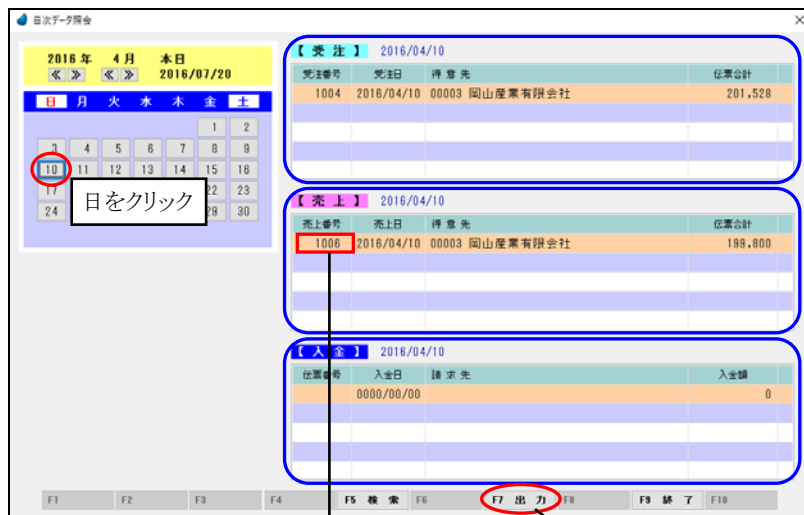 日次データ照会
2016 年 4 月 本日
≪ ≫ ≪ ≫ 2016/07/20
日 月 火 水 木 金 土
1 2
3 4 5 6 7 8 9
10 11 12 13 14 15 16
17 22 23
24 29 30
日をクリック
【 受 注 】 2016/04/10
受注番号 受注日 得 意 先 伝票合計
1004 2016/04/10 00003 岡山産業有限会社 201,528
【 売 上 】 2016/04/10
売上番号 売上日 得 意 先 伝票合計
1006 2016/04/10 00003 岡山産業有限会社 199,800
【 入 金 】 2016/04/10
伝票番号 入金日 請 求 先 入金額
0000/00/00 0
F1 F2 F3 F4 F5 検 索 F6 F7 出 力 F8 F9 終 了 F10